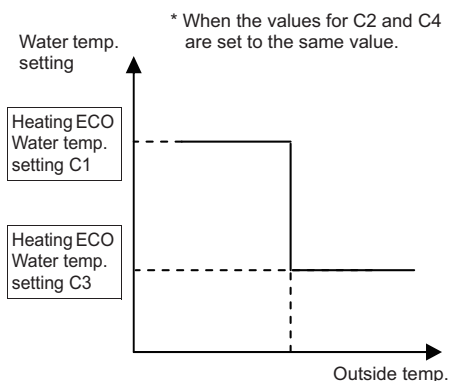 * When the values for C2 and C4
are set to the same value.
Water temp.
setting
Heating ECO
Water temp.
setting C1
Heating ECO
Water temp.
setting C3
Outside temp.